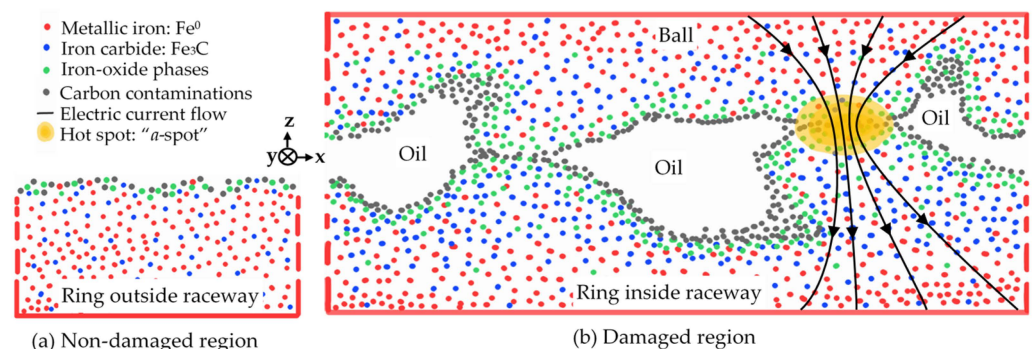 Metallic iron: Fe⁰
Iron carbide: Fe₃C
Iron-oxide phases
Carbon contaminations
Electric current flow
Hot spot: “a-spot”
z
y
x
Ring outside raceway
(a) Non-damaged region
Ball
Oil
Oil
Oil
Ring inside raceway
(b) Damaged region